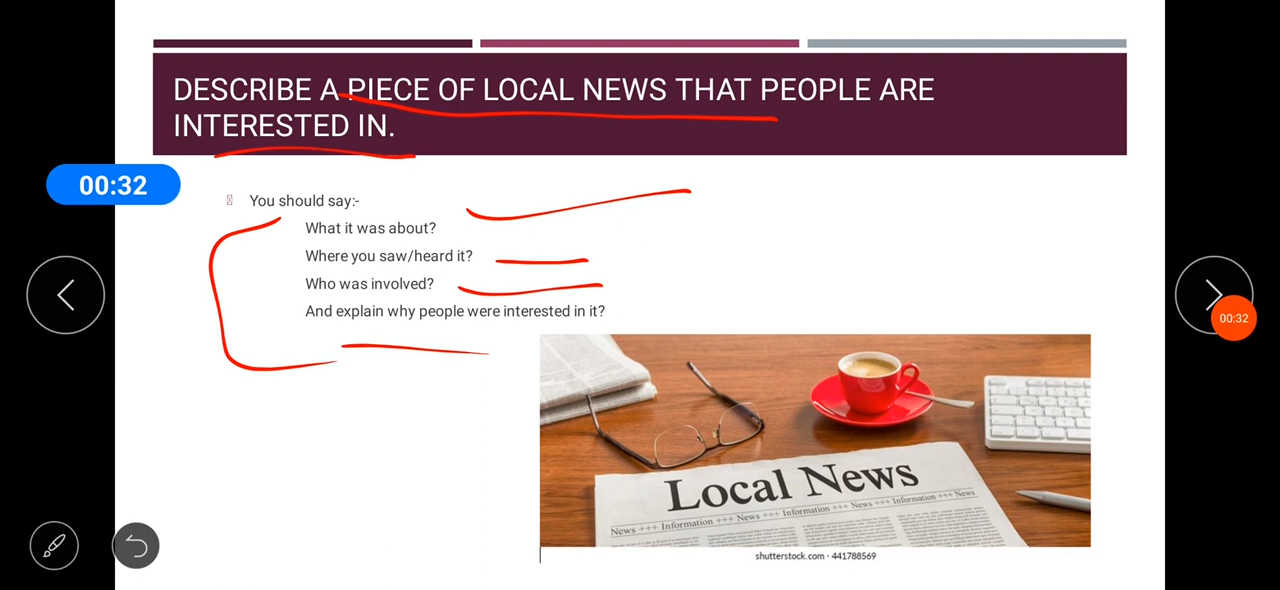 DESCRIBE A PIECE OF LOCAL NEWS THAT PEOPLE ARE
INTERESTED IN.
00:32
You should say:-
What it was about?
Where you saw/heard it?
Who was involved?
And explain why people were interested in it?
00:32
Local News
News +++ Information +++ News +++ Information +++ News +++ Information +++ News
shutterstock.com · 441788569